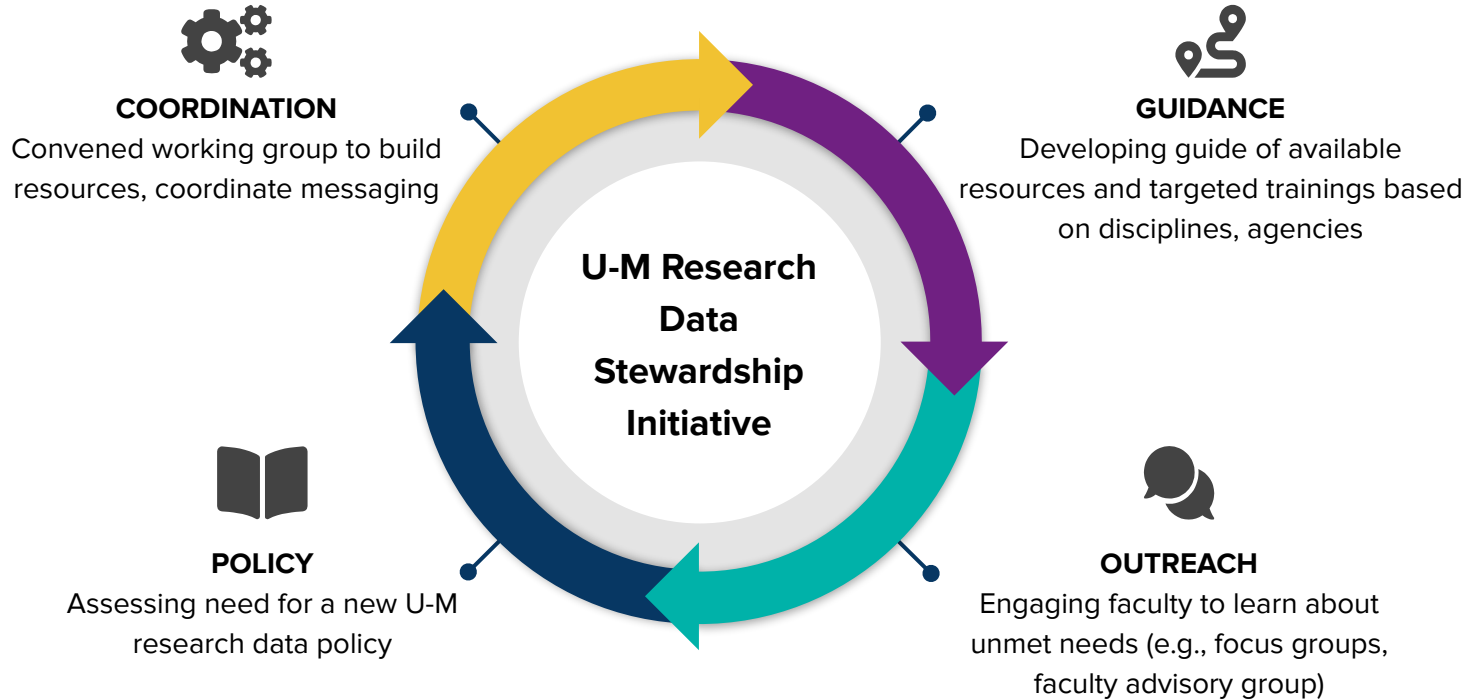 COORDINATION
Convened working group to build
resources, coordinate messaging
GUIDANCE
Developing guide of available
resources and targeted trainings based
on disciplines, agencies
U-M Research
Data
Stewardship
Initiative
POLICY
Assessing need for a new U-M
research data policy
OUTREACH
Engaging faculty to learn about
unmet needs (e.g., focus groups,
faculty advisory group)